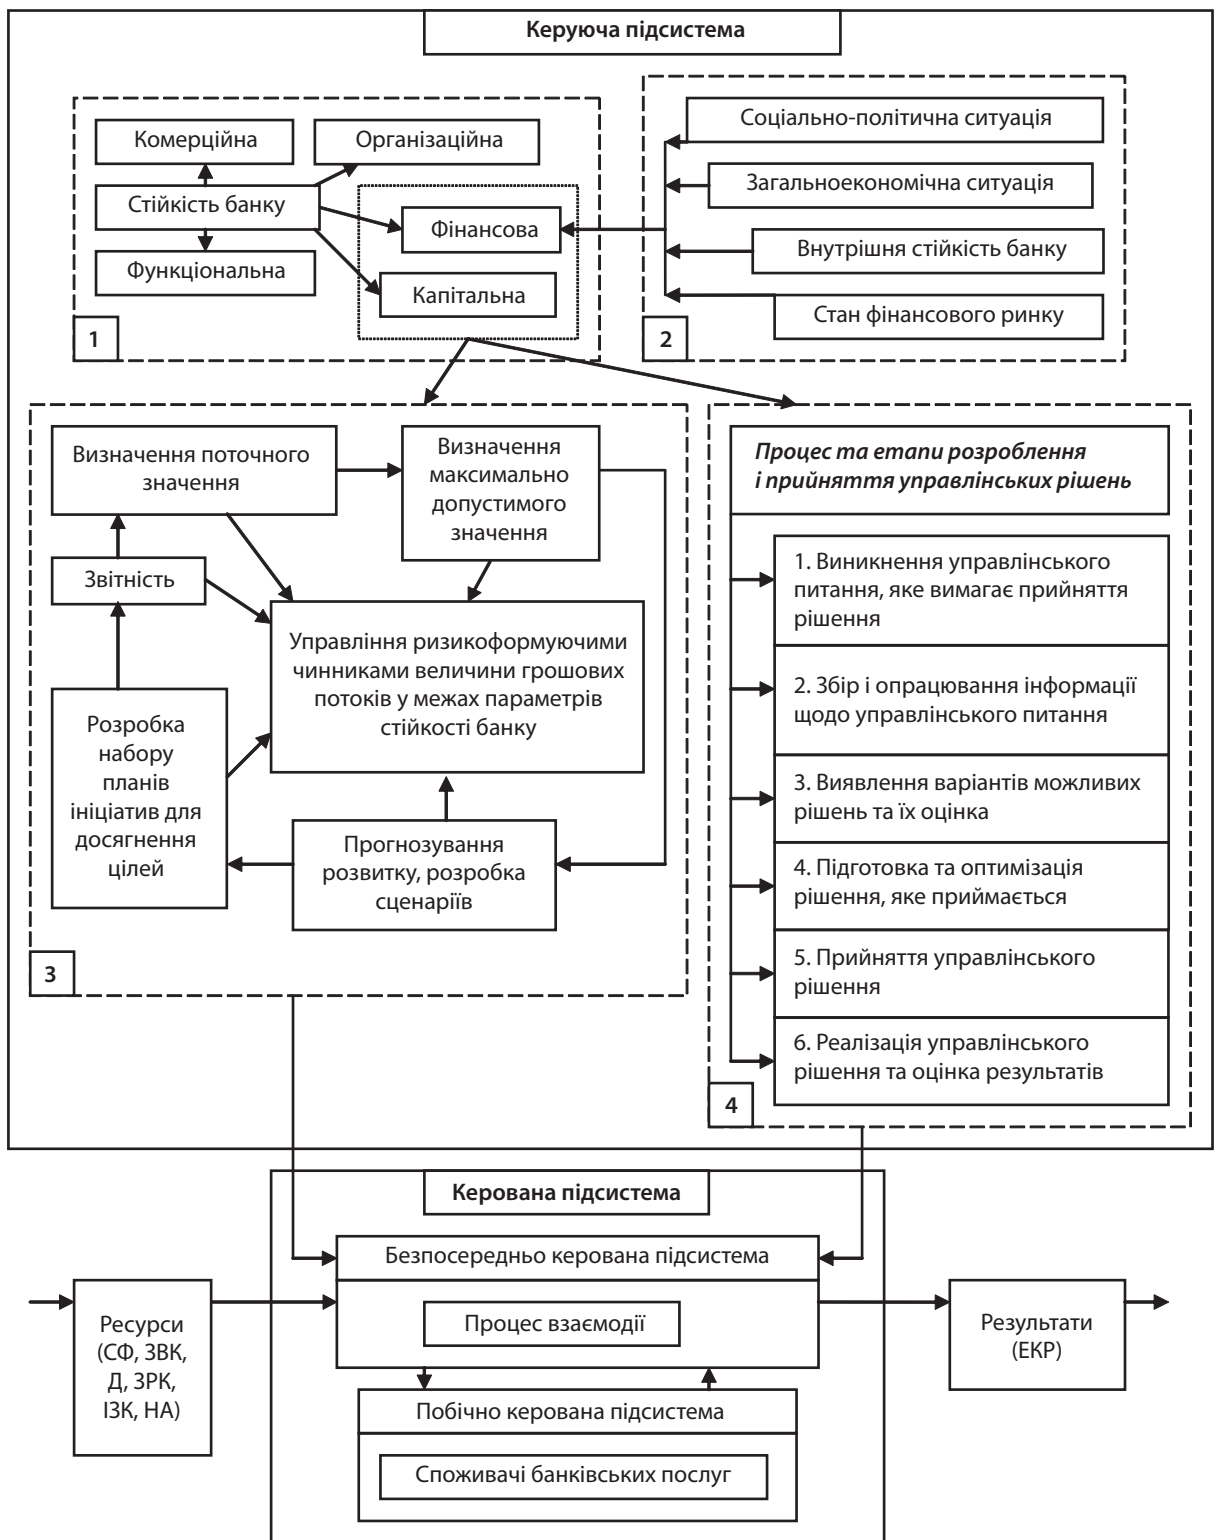 Керуюча підсистема
Комерційна
Організаційна
Стійкість банку
Фінансова
Функціональна
Капітальна
1
Соціально-політична ситуація
Загальноекономічна ситуація
Внутрішня стійкість банку
Стан фінансового ринку
2
Визначення поточного
значення
Визначення
максимально
допустимого
значення
Звітність
Управління ризикоформуючими
чинниками величини грошових
потоків у межах параметрів
стійкості банку
Розробка
набору
планів
ініціатив для
досягнення
цілей
Прогнозування
розвитку, розробка
сценаріїв
3
Процес та етапи розроблення
і прийняття управлінських рішень
1. Виникнення управлінського
питання, яке вимагає прийняття
рішення
2. Збір і опрацювання інформації
щодо управлінського питання
3. Виявлення варіантів можливих
рішень та їх оцінка
4. Підготовка та оптимізація
рішення, яке приймається
5. Прийняття управлінського
рішення
6. Реалізація управлінського
рішення та оцінка результатів
4
Керована підсистема
Безпосередньо керована підсистема
Процес взаємодії
Ресурси
(СФ, ЗВК,
Д, ЗРК,
ІЗК, НА)
Результати
(ЕКР)
Побічно керована підсистема
Споживачі банківських послуг